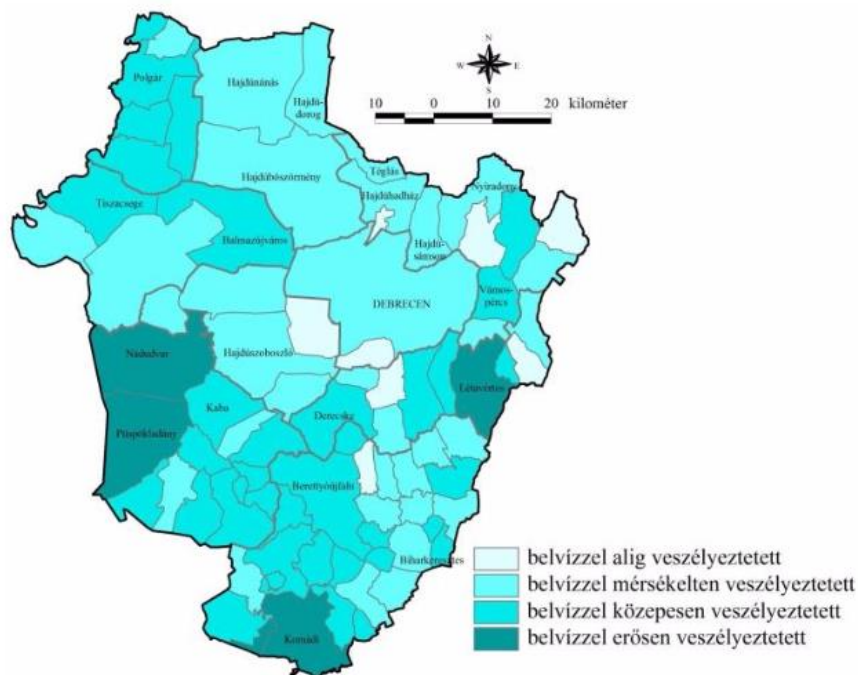 N
W E
S
10 0 10 20 kilométer
Polgár
Hajdúnánás
Hajdú-
dorog
Téglás
Hajdúböszörmény
Hajdúhadház
Nyíradony
Tiszacsege
Balmazújváros
Hajdú-
sámson
DEBRECEN
Vámos-
pércs
Nádudvar
Hajdúszoboszló
Létavértes
Kaba
Derecske
Püspökladány
Berettyóújfalu
Biharkeresztes
Komádi
belvízzel alig veszélyeztetett
belvízzel mérsékelten veszélyeztetett
belvízzel közepesen veszélyeztetett
belvízzel erősen veszélyeztetett